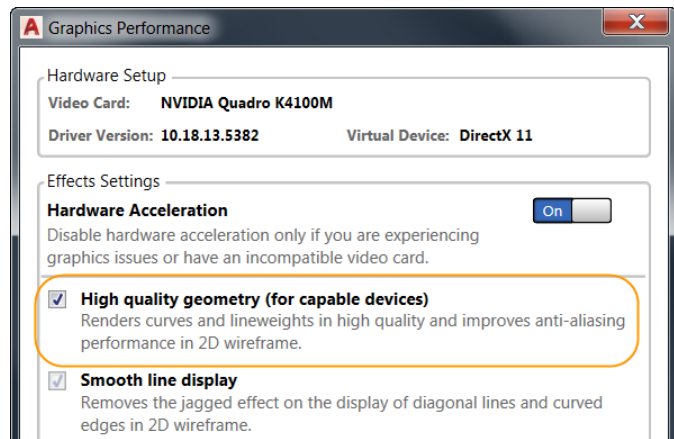 A Graphics Performance X
Hardware Setup
Video Card: NVIDIA Quadro K4100M
Driver Version: 10.18.13.5382 Virtual Device: DirectX 11
Effects Settings
Hardware Acceleration On
Disable hardware acceleration only if you are experiencing
graphics issues or have an incompatible video card.
High quality geometry (for capable devices)
Renders curves and lineweights in high quality and improves anti-aliasing
performance in 2D wireframe.
Smooth line display
Removes the jagged effect on the display of diagonal lines and curved
edges in 2D wireframe.